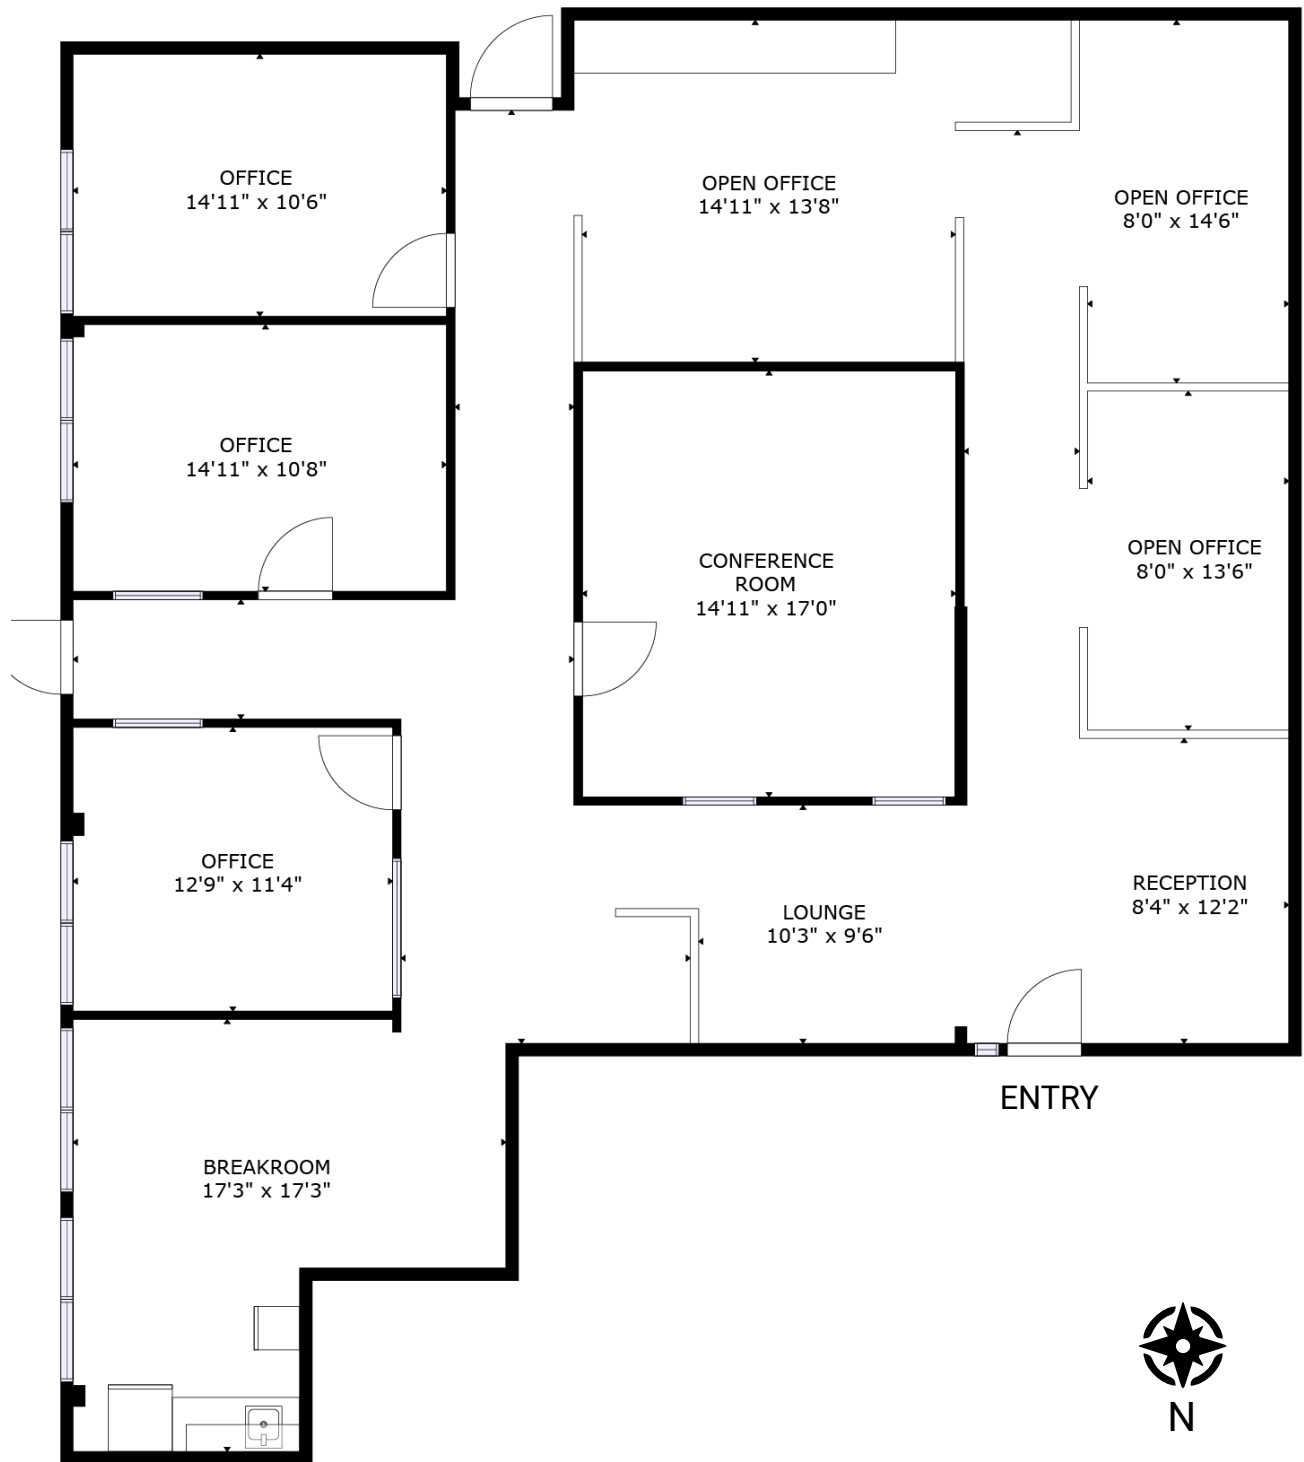 OFFICE
14'11" x 10'6"
OPEN OFFICE
14'11" x 13'8"
OPEN OFFICE
8'0" x 14'6"
OFFICE
14'11" x 10'8"
CONFERENCE
ROOM
14'11" x 17'0"
OPEN OFFICE
8'0" x 13'6"
OFFICE
12'9" x 11'4"
LOUNGE
10'3" x 9'6"
RECEPTION
8'4" x 12'2"
ENTRY
BREAKROOM
17'3" x 17'3"
N